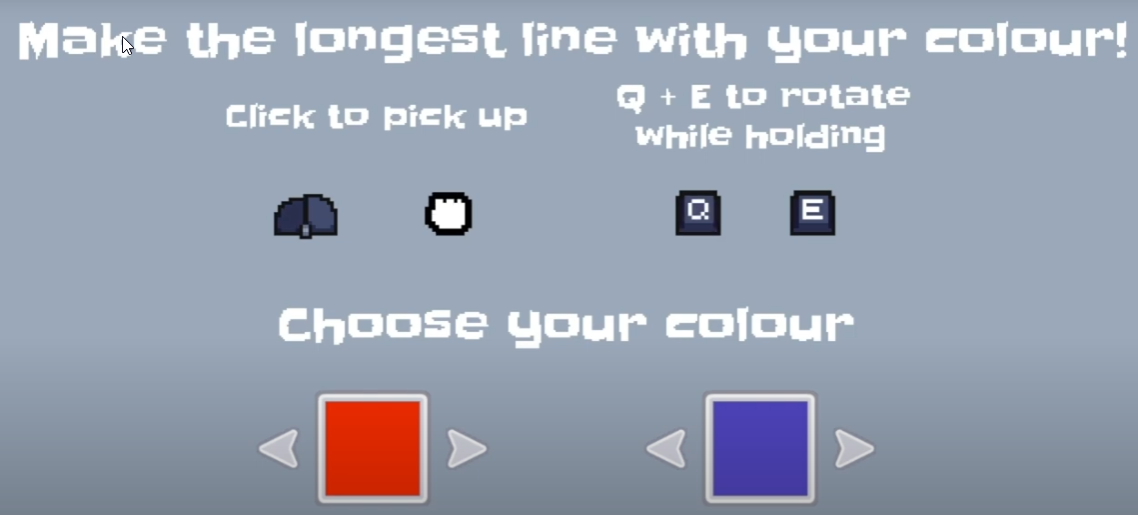 Make the longest line with your colour!
Click to pick up
Q + E to rotate
while holding
Q
E
Choose your colour